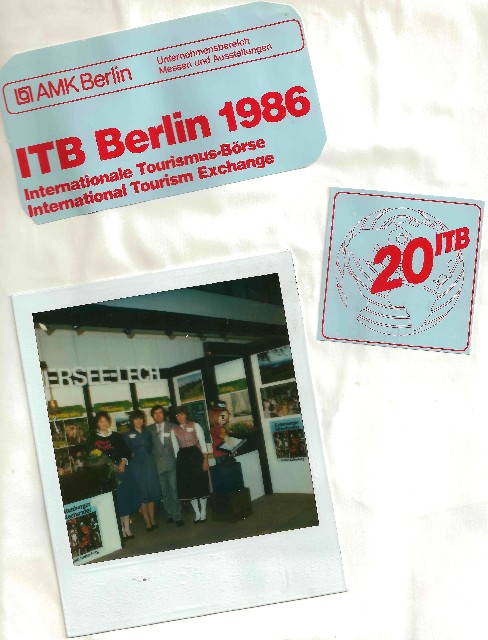 AMK Berlin
Unternehmensbereich
Messen und Ausstellungen
ITB Berlin 1986
Internationale Tourismus-Börse
International Tourism Exchange
20 ITB
ERSEE-LECH